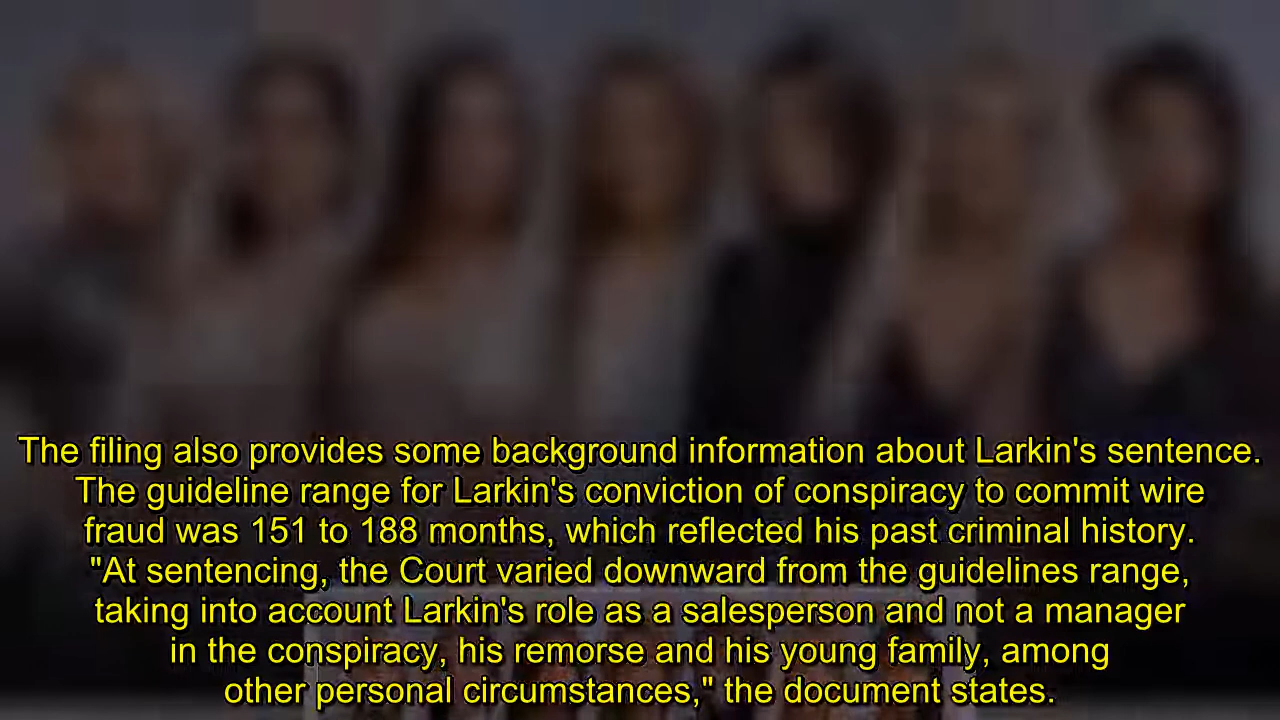 The filing also provides some background information about Larkin's sentence.
The guideline range for Larkin's conviction of conspiracy to commit wire
fraud was 151 to 188 months, which reflected his past criminal history.
"At sentencing, the Court varied downward from the guidelines range,
taking into account Larkin's role as a salesperson and not a manager
in the conspiracy, his remorse and his young family, among
other personal circumstances," the document states.